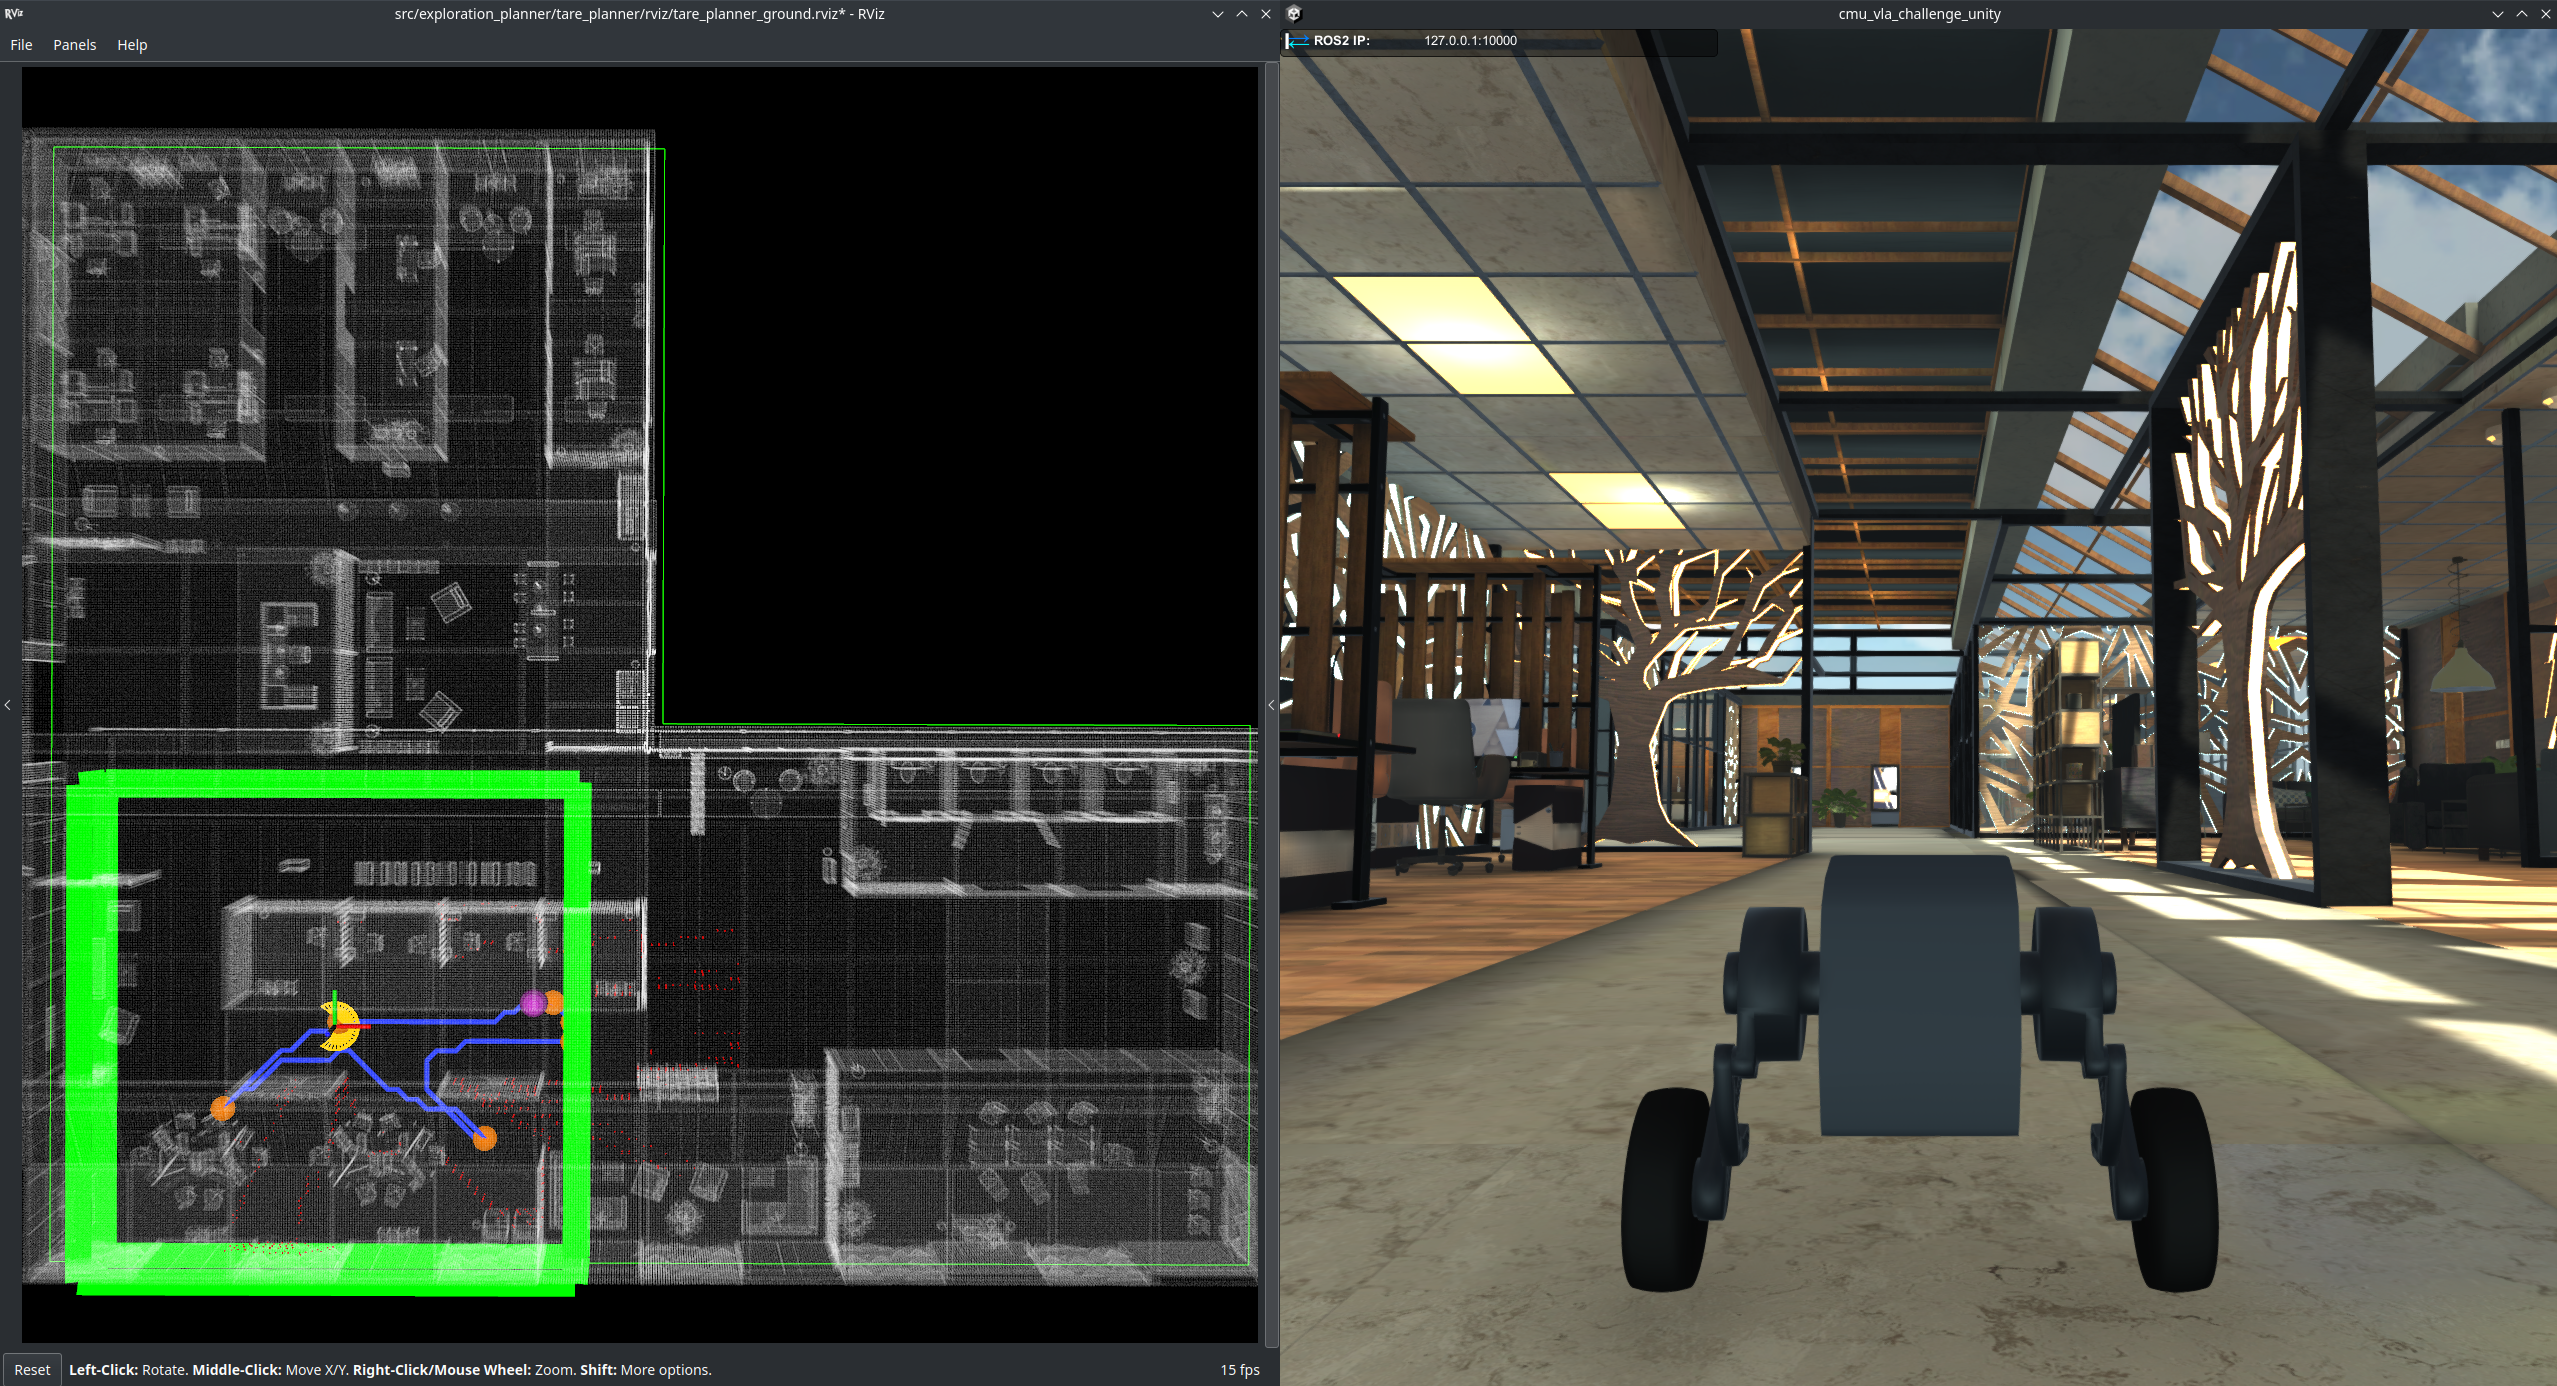 RViz
src/exploration_planner/tare_planner/rviz/tare_planner_ground.rviz* - RViz
File
Panels
Help
Reset
Left-Click: Rotate. Middle-Click: Move X/Y. Right-Click/Mouse Wheel: Zoom. Shift: More options.
15 fps
cmu_vla_challenge_unity
ROS2 IP:
127.0.0.1:10000